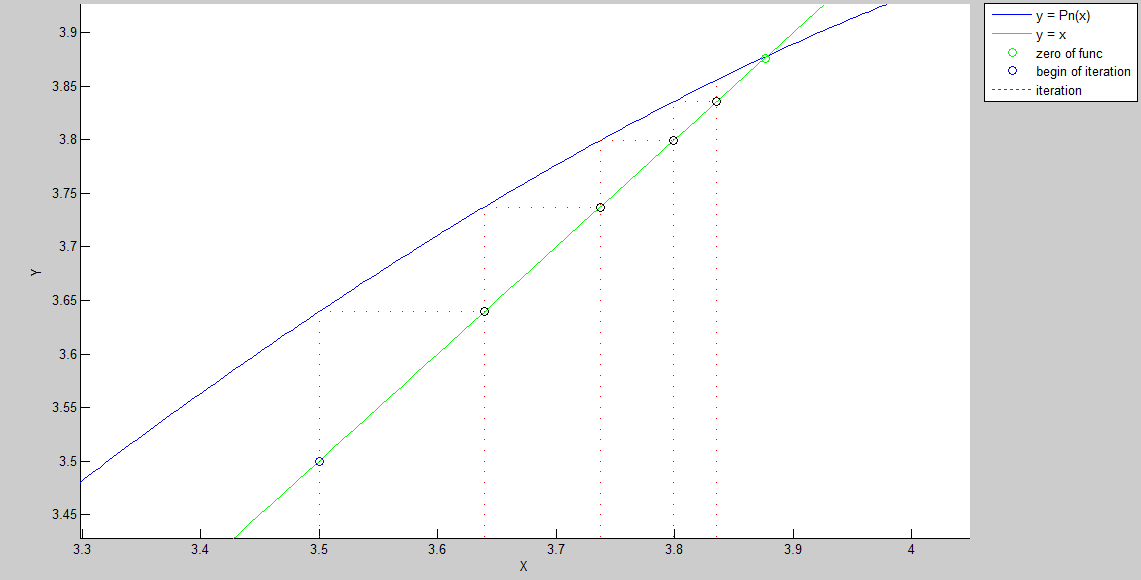 y = Pn(x)
y = x
zero of func
begin of iteration
iteration
3.9
3.85
3.8
3.75
3.7
3.65
3.6
3.55
3.5
3.45
Y
3.3 3.4 3.5 3.6 3.7 3.8 3.9 4
X